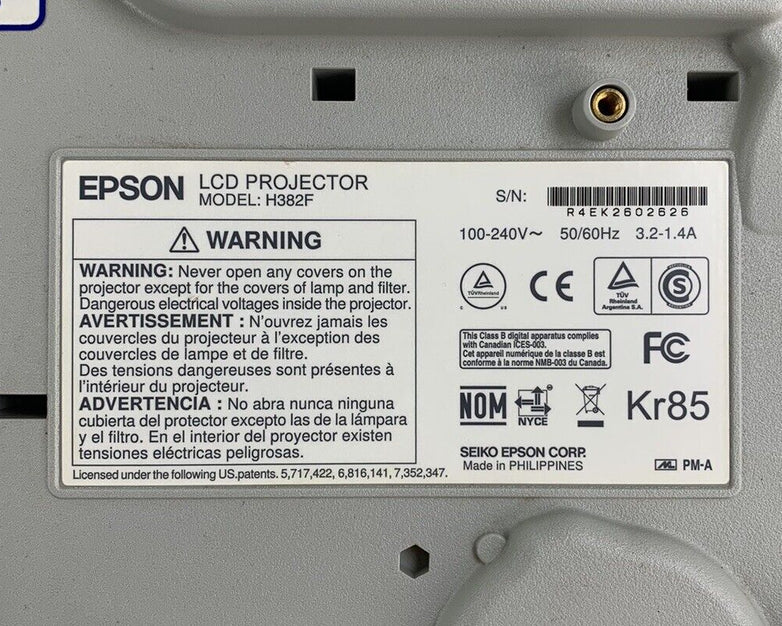 EPSON LCD PROJECTOR
MODEL: H382F
WARNING
WARNING: Never open any covers on the
projector except for the covers of lamp and filter.
Dangerous electrical voltages inside the projector.
AVERTISSEMENT : N'ouvrez jamais les
couvercles du projecteur à l'exception des
couvercles de lampe et de filtre.
Des tensions dangereuses sont présentes à
l'intérieur du projecteur.
ADVERTENCIA : No abra nunca ninguna
cubierta del protector excepto las de la lámpara
y el filtro. En el interior del proyector existen
tensiones eléctricas peligrosas.
Licensed under the following US.patents. 5,717,422, 6,816,141, 7,352,347.
S/N:
R4EK2602626
100-240V~ 50/60Hz 3.2-1.4A
TÜVRheinland
C US
CE
TÜV
Rheinland
Argentina S.A.
S
This Class B digital apparatus complies
with Canadian ICES-003.
Cet appareil numérique de la classe B est
conforme à la norme NMB-003 du Canada.
FC
NOM NYCE Kr85
SEIKO EPSON CORP.
Made in PHILIPPINES
PM-A